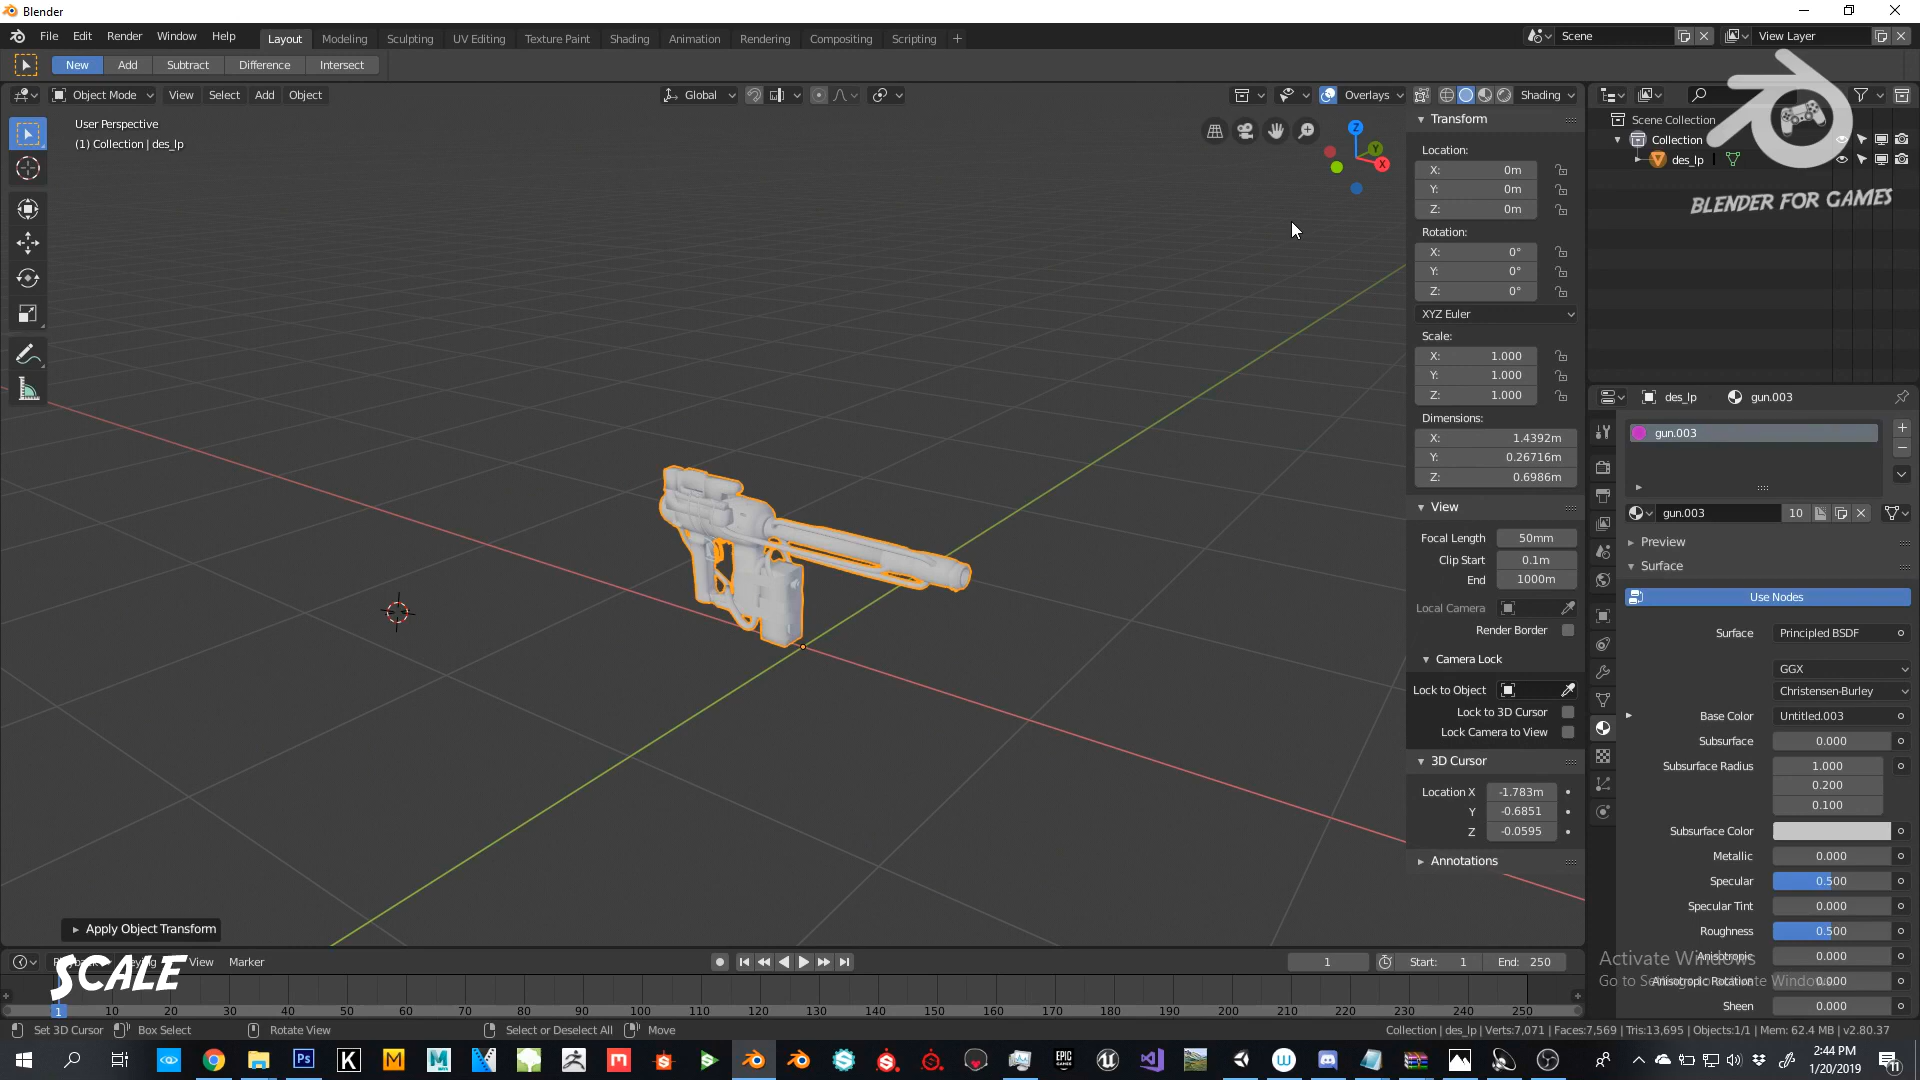 Blender
File Edit Render Window Help Layout Modeling Sculpting UV Editing Texture Paint Shading Animation Rendering Compositing Scripting + Scene View Layer
New Add Subtract Difference Intersect
Object Mode View Select Add Object Global Overlays Shading
User Perspective
(1) Collection | des_lp
Z
Y
X
Transform
Location:
X: 0m
Y: 0m
Z: 0m
Rotation:
X: 0°
Y: 0°
Z: 0°
XYZ Euler
Scale:
X: 1.000
Y: 1.000
Z: 1.000
Dimensions:
X: 1.4392m
Y: 0.26716m
Z: 0.6986m
View
Focal Length 50mm
Clip Start 0.1m
End 1000m
Local Camera
Render Border
Camera Lock
Lock to Object
Lock to 3D Cursor
Lock Camera to View
3D Cursor
Location X -1.783m
Y -0.6851
Z -0.0595
Annotations
Scene Collection
Collection
des_lp
BLENDER FOR GAMES
des_lp gun.003
gun.003
gun.003 10
Preview
Surface
Use Nodes
Surface Principled BSDF
GGX
Christensen-Burley
Base Color Untitled.003
Subsurface 0.000
Subsurface Radius 1.000
0.200
0.100
Subsurface Color
Metallic 0.000
Specular 0.500
Specular Tint 0.000
Roughness 0.500
Anisotropic 0.000
Anisotropic Rotation 0.000
Sheen 0.000
Activate Windows
Go to Settings to activate Windows.
Apply Object Transform
View Marker 1 Start: 1 End: 250
SCALE
1 10 20 30 40 50 60 70 80 90 100 110 120 130 140 150 160 170 180 190 200 210 220 230 240 250
Set 3D Cursor Box Select Rotate View Select or Deselect All Move Collection | des_lp | Verts:7,071 | Faces:7,569 | Tris:13,695 | Objects:1/1 | Mem: 62.4 MB | v2.80.37
2:44 PM
1/20/2019
11